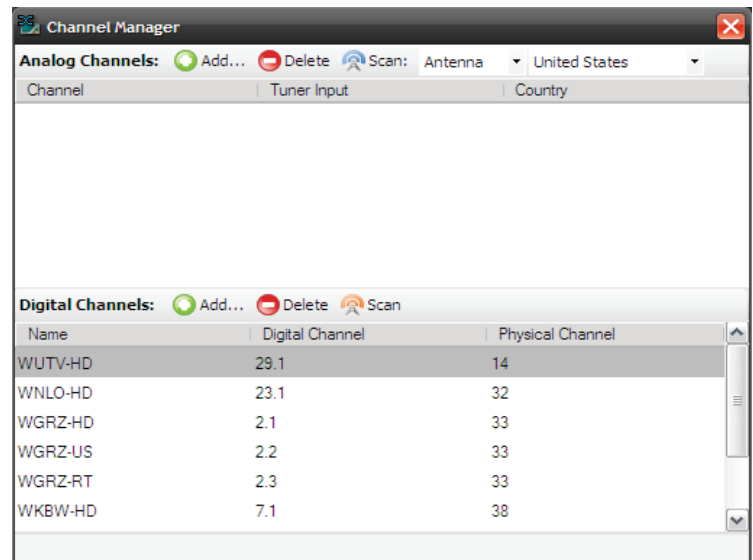 Channel Manager
Analog Channels: Add... Delete Scan: Antenna United States
Channel Tuner Input Country
Digital Channels: Add... Delete Scan
Name Digital Channel Physical Channel
WUTV-HD 29.1 14
WNLO-HD 23.1 32
WGRZ-HD 2.1 33
WGRZ-US 2.2 33
WGRZ-RT 2.3 33
WKBW-HD 7.1 38